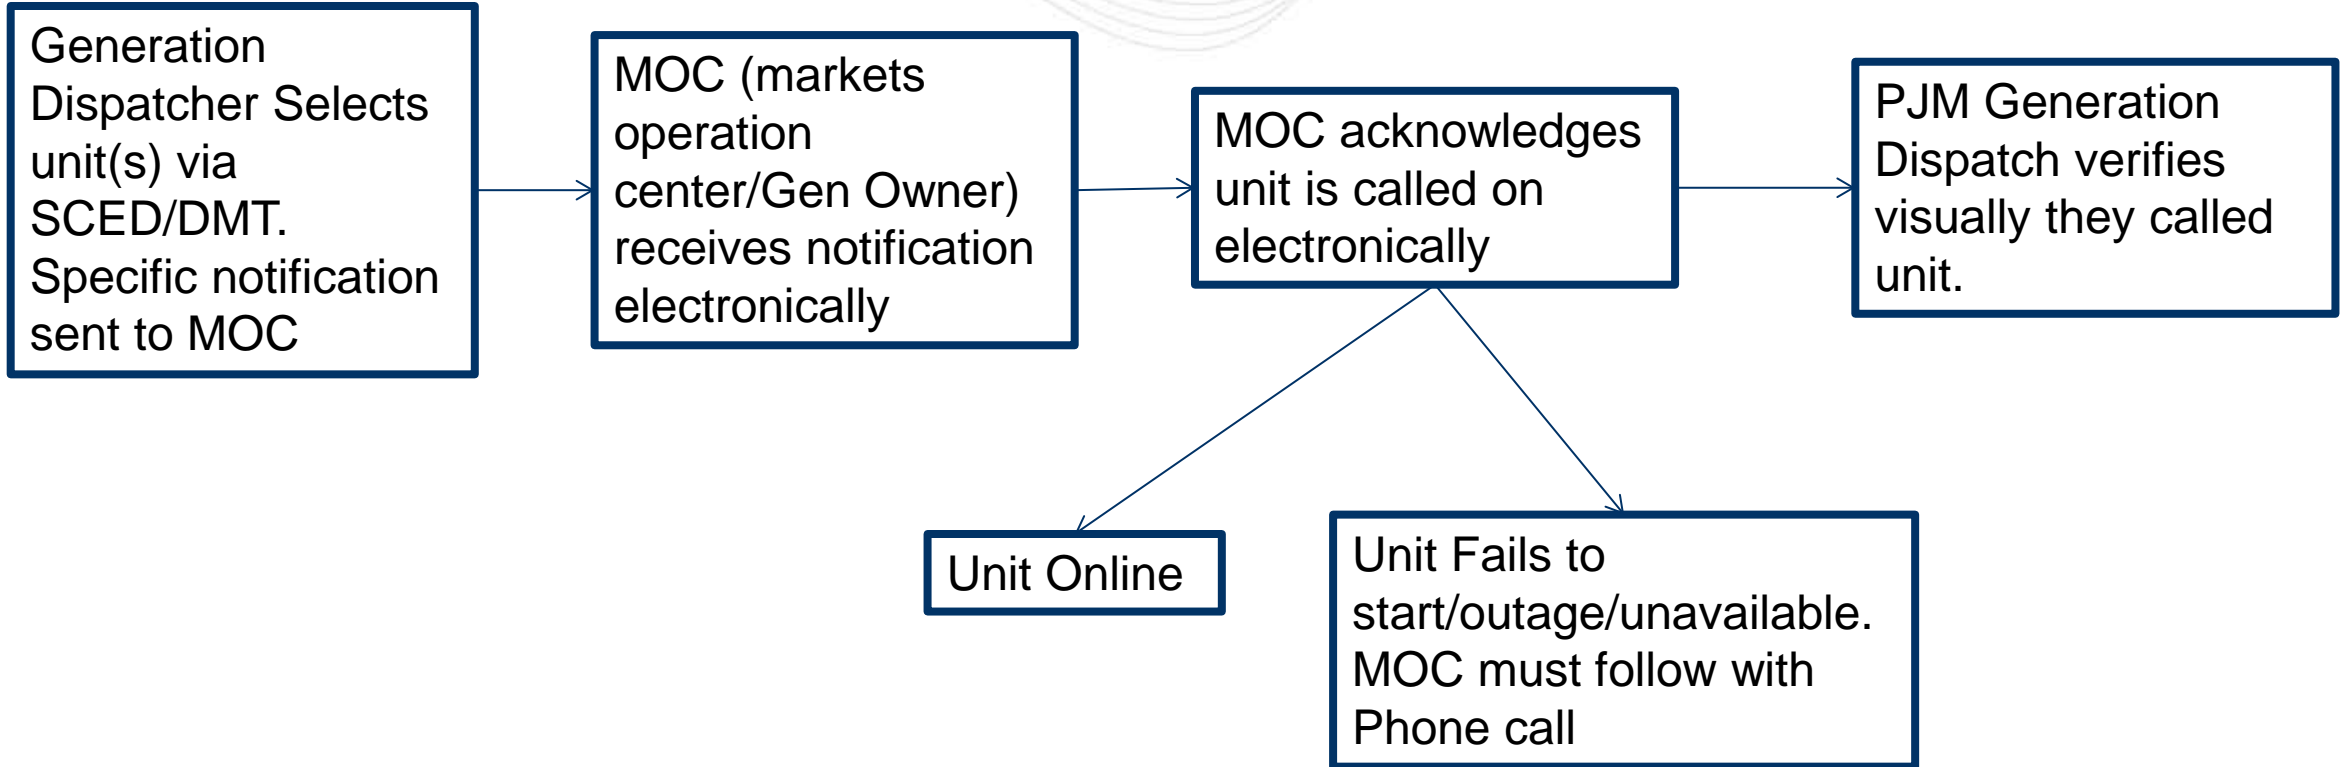 Generation
Dispatcher Selects
unit(s) via
SCED/DMT.
Specific notification
sent to MOC
MOC (markets
operation
center/Gen Owner)
receives notification
electronically
MOC acknowledges
unit is called on
electronically
PJM Generation
Dispatch verifies
visually they called
unit.
Unit Online
Unit Fails to
start/outage/unavailable.
MOC must follow with
Phone call